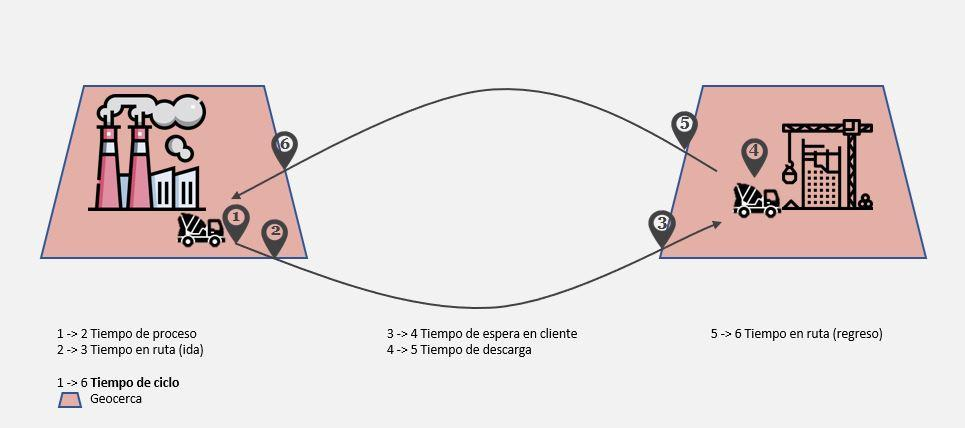 6
5
4
1
2
3
1 -> 2 Tiempo de proceso
2 -> 3 Tiempo en ruta (ida)
3 -> 4 Tiempo de espera en cliente
4 -> 5 Tiempo de descarga
5 -> 6 Tiempo en ruta (regreso)
1 -> 6 Tiempo de ciclo
Geocerca